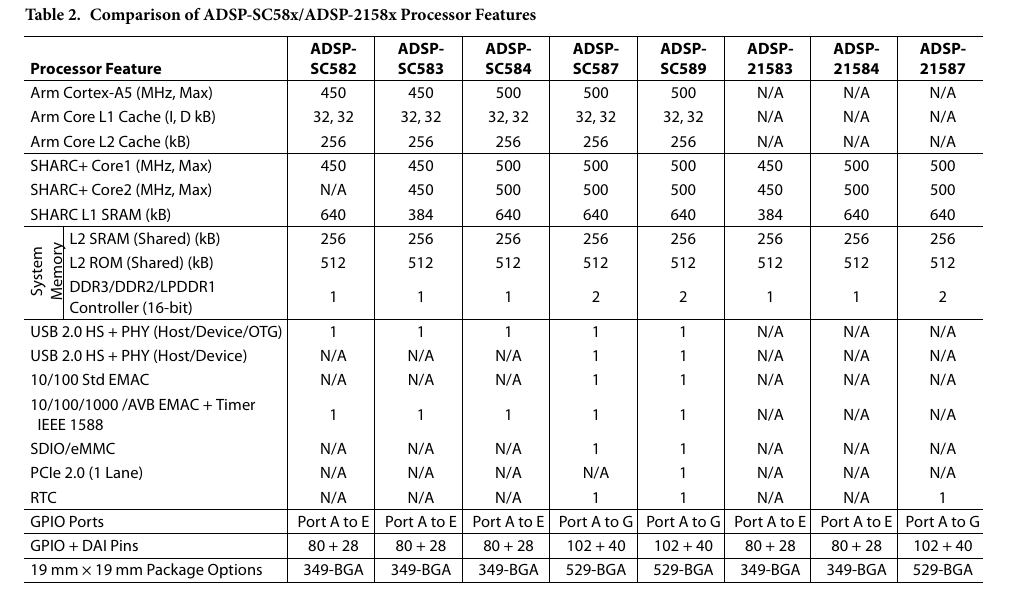 Table 2. Comparison of ADSP-SC58x/ADSP-2158x Processor Features
Processor Feature ADSP-SC582 ADSP-SC583 ADSP-SC584 ADSP-SC587 ADSP-SC589 ADSP-21583 ADSP-21584 ADSP-21587
Arm Cortex-A5 (MHz, Max) 450 450 500 500 500 N/A N/A N/A
Arm Core L1 Cache (I, D kB) 32, 32 32, 32 32, 32 32, 32 32, 32 N/A N/A N/A
Arm Core L2 Cache (kB) 256 256 256 256 256 N/A N/A N/A
SHARC+ Core1 (MHz, Max) 450 450 500 500 500 450 500 500
SHARC+ Core2 (MHz, Max) N/A 450 500 500 500 450 500 500
SHARC L1 SRAM (kB) 640 384 640 640 640 384 640 640
System Memory
L2 SRAM (Shared) (kB) 256 256 256 256 256 256 256 256
L2 ROM (Shared) (kB) 512 512 512 512 512 512 512 512
DDR3/DDR2/LPDDR1
Controller (16-bit) 1 1 1 2 2 1 1 2
USB 2.0 HS + PHY (Host/Device/OTG) 1 1 1 1 1 N/A N/A N/A
USB 2.0 HS + PHY (Host/Device) N/A N/A N/A 1 1 N/A N/A N/A
10/100 Std EMAC N/A N/A N/A 1 1 N/A N/A N/A
10/100/1000 /AVB EMAC + Timer
IEEE 1588 1 1 1 1 1 N/A N/A N/A
SDIO/eMMC N/A N/A N/A 1 1 N/A N/A N/A
PCIe 2.0 (1 Lane) N/A N/A N/A N/A 1 N/A N/A N/A
RTC N/A N/A N/A 1 1 N/A N/A 1
GPIO Ports Port A to E Port A to E Port A to E Port A to G Port A to G Port A to E Port A to E Port A to G
GPIO + DAI Pins 80 + 28 80 + 28 80 + 28 102 + 40 102 + 40 80 + 28 80 + 28 102 + 40
19 mm × 19 mm Package Options 349-BGA 349-BGA 349-BGA 529-BGA 529-BGA 349-BGA 349-BGA 529-BGA